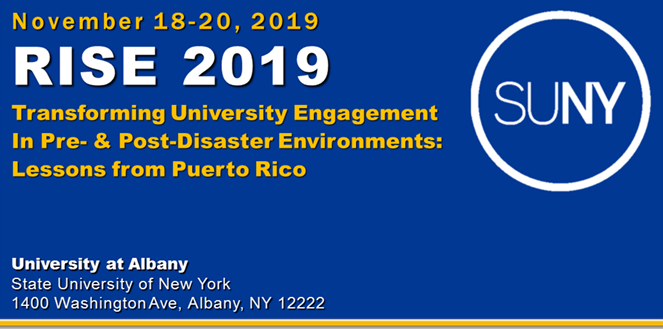 November 18-20, 2019
RISE 2019
Transforming University Engagement
In Pre- & Post-Disaster Environments:
Lessons from Puerto Rico
SUNY
University at Albany
State University of New York
1400 Washington Ave, Albany, NY 12222